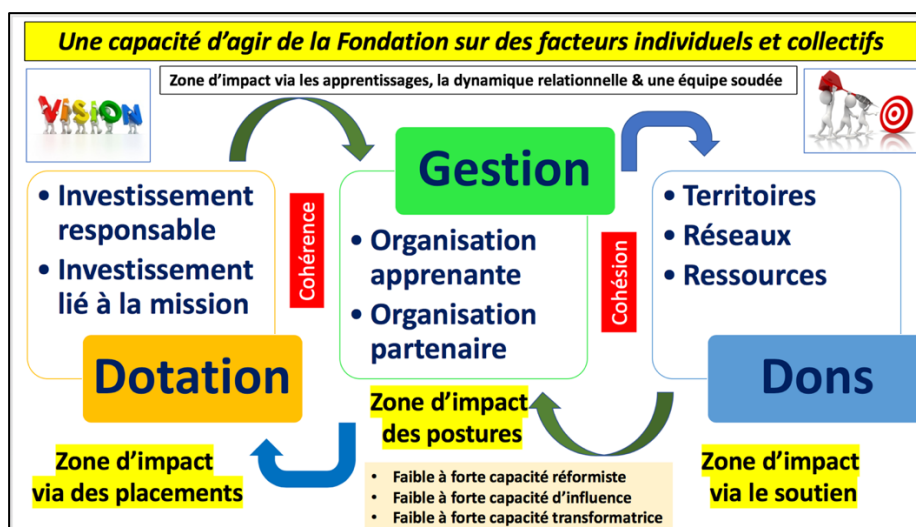 Une capacité d'agir de la Fondation sur des facteurs individuels et collectifs
Zone d'impact via les apprentissages, la dynamique relationnelle & une équipe soudée
VISION
• Investissement
responsable
• Investissement
lié à la mission
Dotation
Cohérence
Gestion
• Organisation
apprenante
• Organisation
partenaire
Cohésion
• Territoires
• Réseaux
• Ressources
Dons
Zone d'impact
via des placements
Zone d'impact
des postures
• Faible à forte capacité réformiste
• Faible à forte capacité d'influence
• Faible à forte capacité transformatrice
Zone d'impact
via le soutien